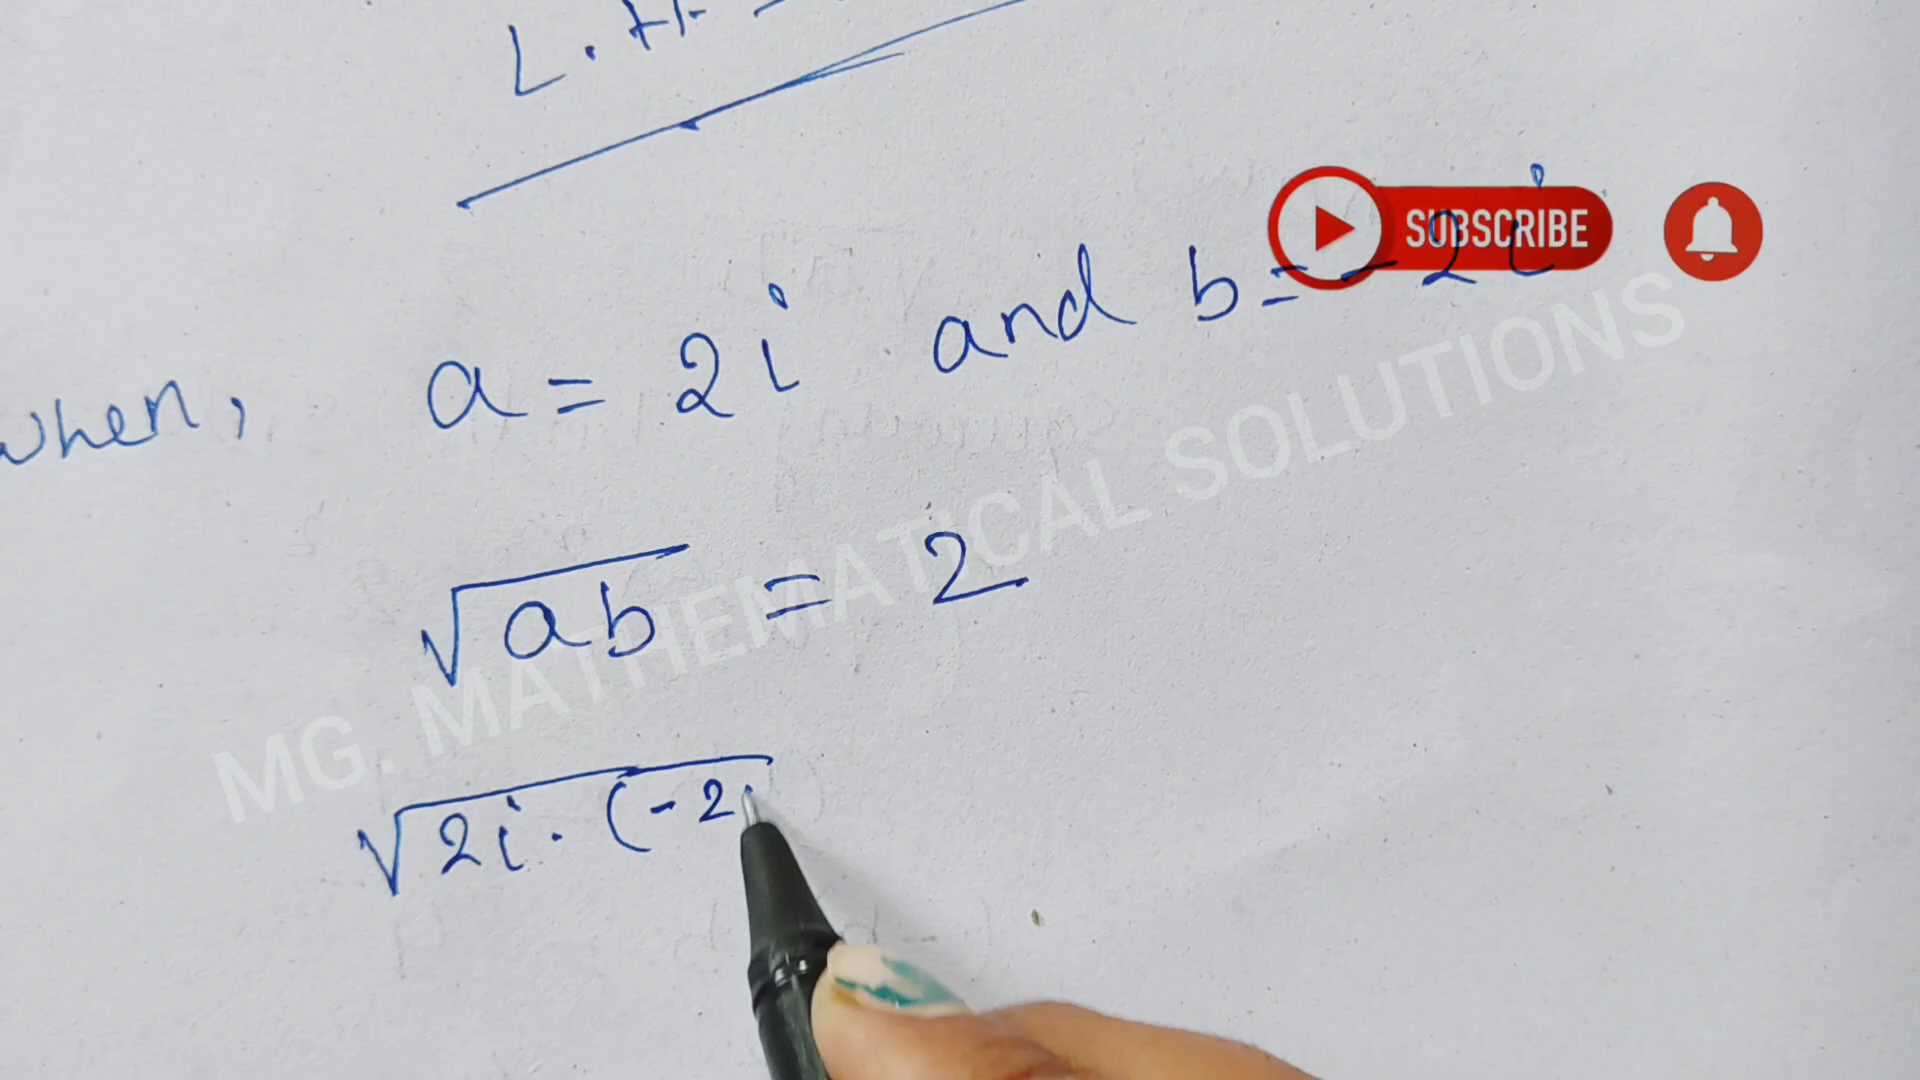 L.H
SUBSCRIBE
when, a = 2i and b = -2i
√ab = 2
√2i · (-2
MG. MATHEMATICAL SOLUTIONS